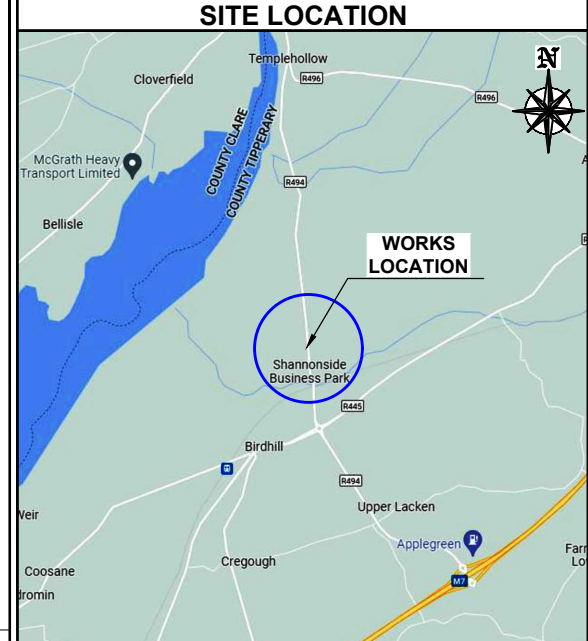 SITE LOCATION
Templehollow
N
Cloverfield
R496
R496
COUNTY CLARE
COUNTY TIPPERARY
McGrath Heavy
Transport Limited
R494
Bellisle
WORKS
LOCATION
Shannonside
Business Park
R445
Birdhill
R494
Upper Lacken
Weir
Applegreen
Cregough
Coosane
M7
dromin